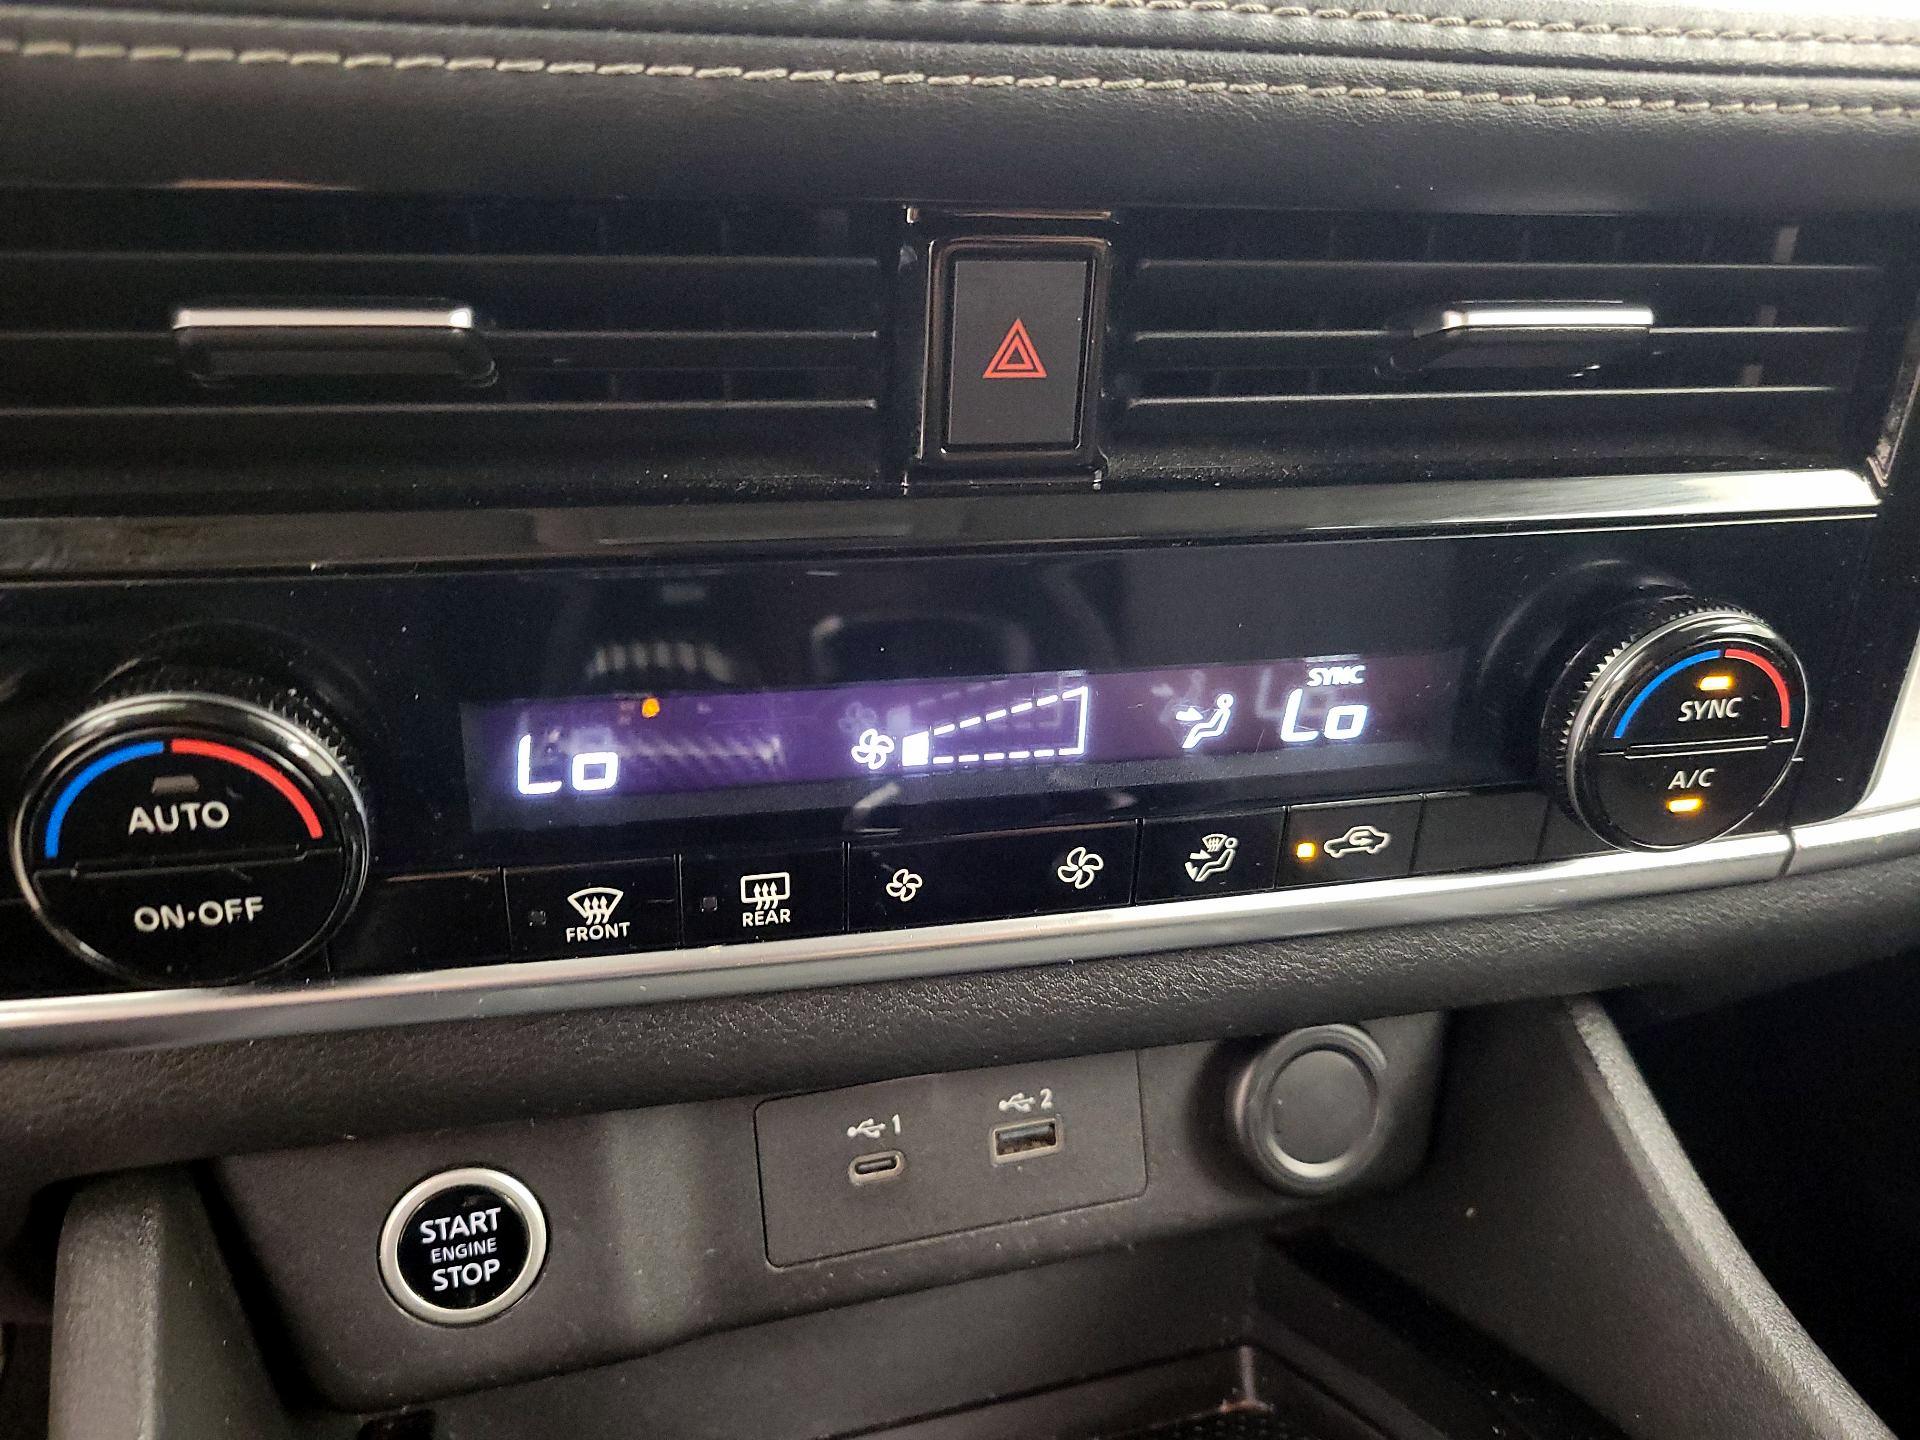 SYNC
Lo
Lo
AUTO
ON•OFF
SYNC
A/C
FRONT
REAR
1
2
START
ENGINE
STOP